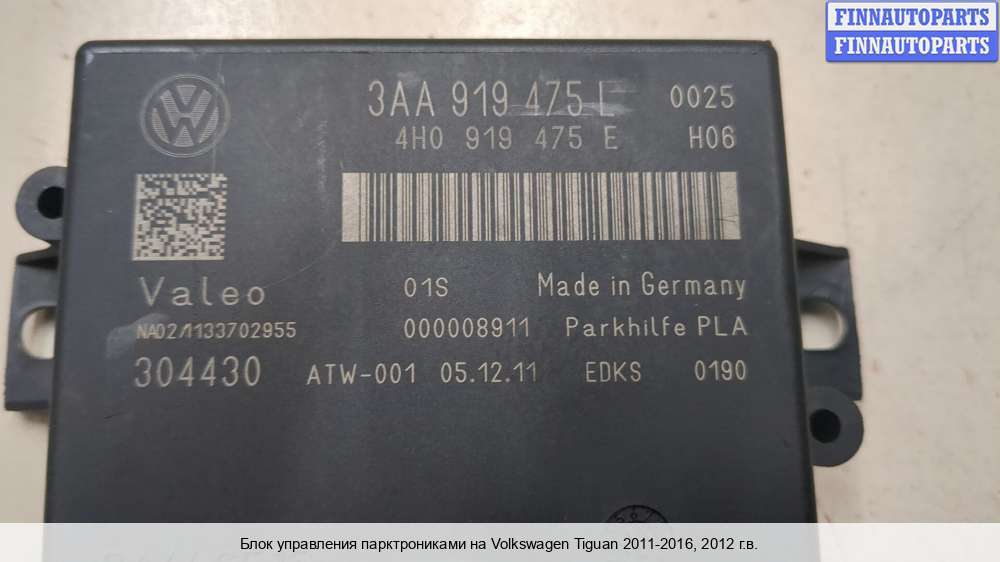 FINNAUTOPARTS
FINNAUTOPARTS
3AA 919 475 0025
4H0 919 475 E H06
Valeo 01S Made in Germany
NA02/1133702955 000008911 Parkhilfe PLA
304430 ATW-001 05.12.11 EDKS 0190
Блок управления парктрониками на Volkswagen Tiguan 2011-2016, 2012 г.в.